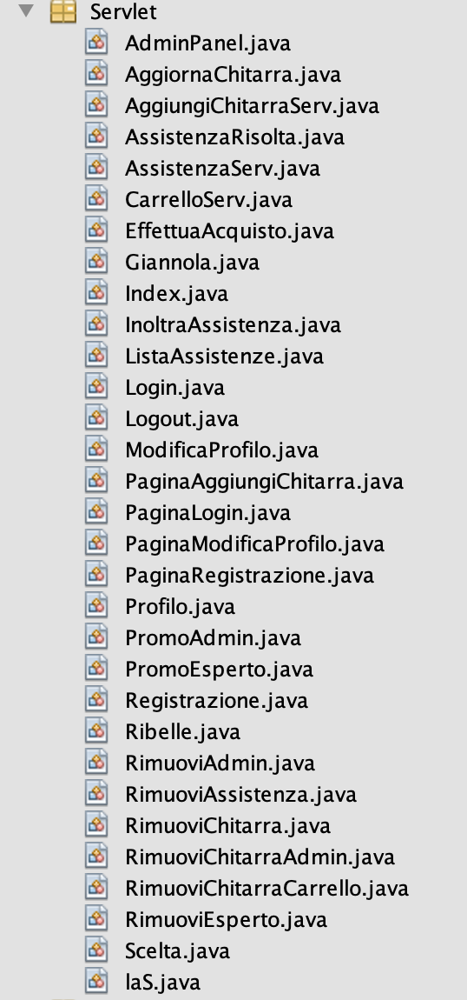 Servlet
AdminPanel.java
AggiornaChitarra.java
AggiungiChitarraServ.java
AssistenzaRisolta.java
AssistenzaServ.java
CarrelloServ.java
EffettuaAcquisto.java
Giannola.java
Index.java
InoltraAssistenza.java
ListaAssistenze.java
Login.java
Logout.java
ModificaProfilo.java
PaginaAggiungiChitarra.java
PaginaLogin.java
PaginaModificaProfilo.java
PaginaRegistrazione.java
Profilo.java
PromoAdmin.java
PromoEsperto.java
Registrazione.java
Ribelle.java
RimuoviAdmin.java
RimuoviAssistenza.java
RimuoviChitarra.java
RimuoviChitarraAdmin.java
RimuoviChitarraCarrello.java
RimuoviEsperto.java
Scelta.java
laS.java